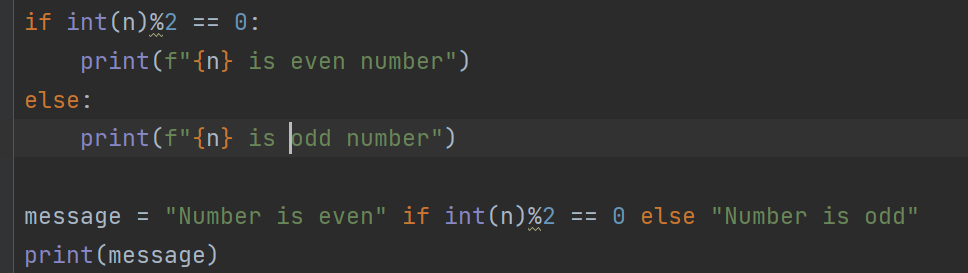 if int(n)%2 == 0:
    print(f"{n} is even number")
else:
    print(f"{n} is odd number")
message = "Number is even" if int(n)%2 == 0 else "Number is odd"
print(message)